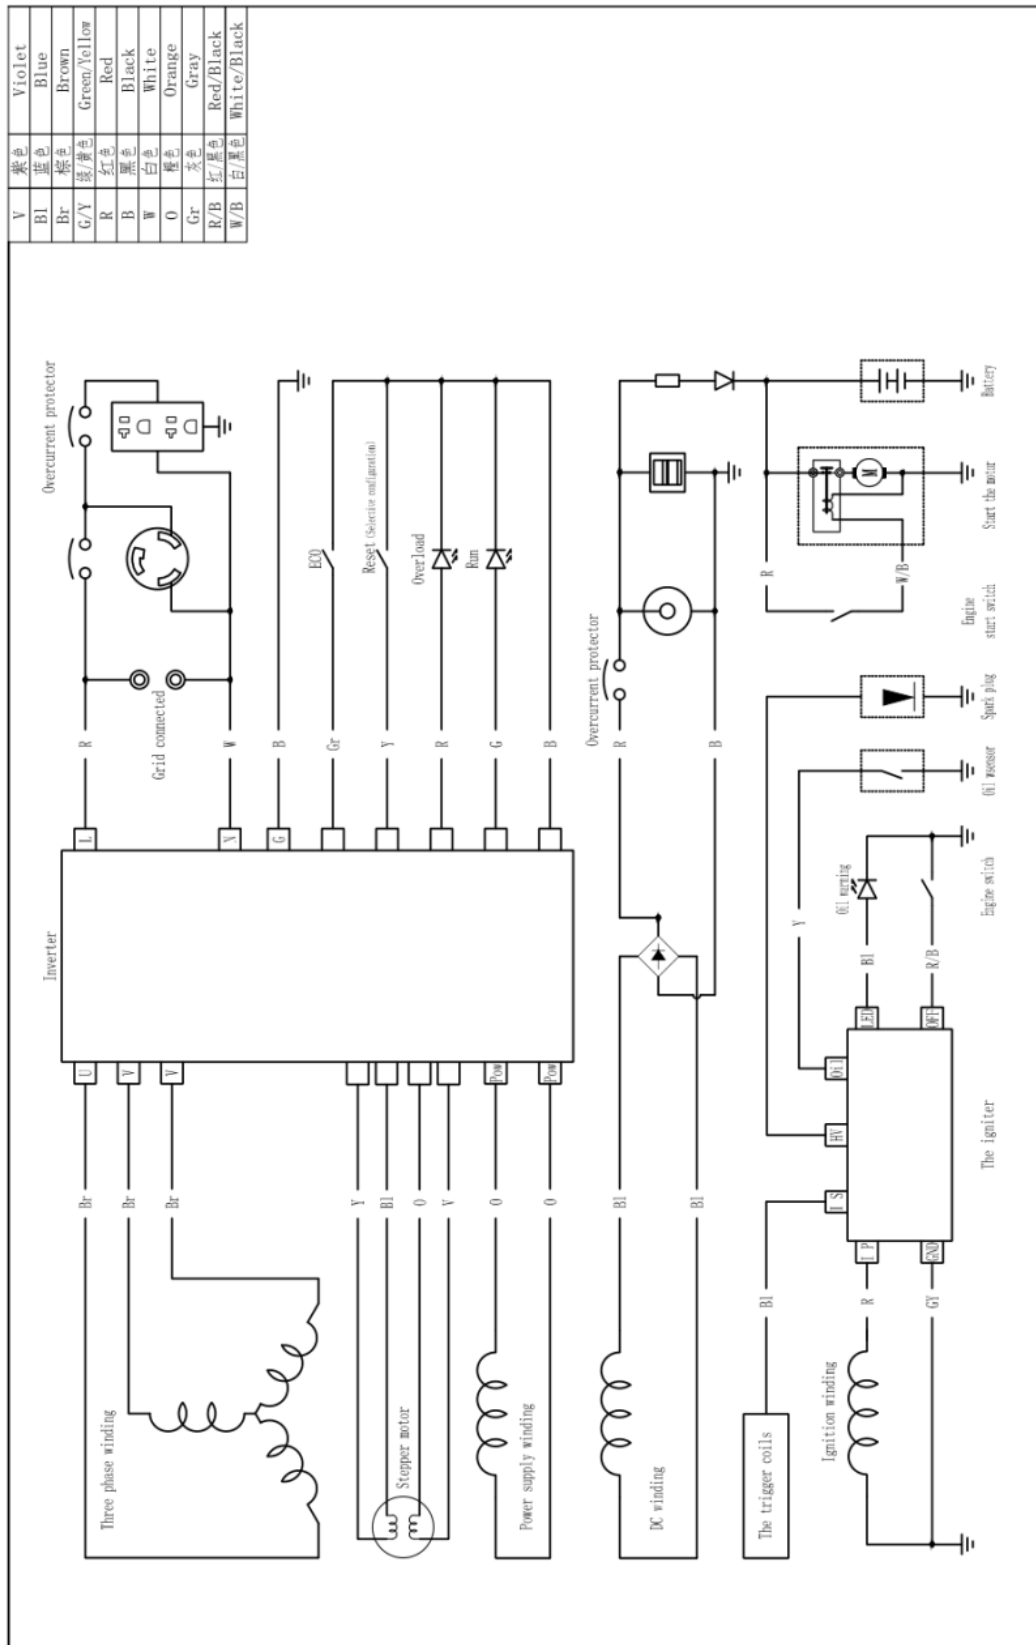 V 紫色 Violet
Bl 蓝色 Blue
Br 棕色 Brown
G/Y 绿/黄色 Green/Yellow
R 红色 Red
B 黑色 Black
W 白色 White
O 橙色 Orange
Gr 灰色 Gray
R/B 红/黑色 Red/Black
W/B 白/黑色 White/Black
Three phase winding
Br
Br
Br
U
V
V
Inverter
L
N
G
R
W
B
Grid connected
Overcurrent protector
Stepper motor
Y
Bl
O
V
Gr
Y
R
G
B
ECO
Reset (Selective configuration)
Overload
Run
Power supply winding
O
O
Pow
Pow
DC winding
Bl
Bl
R
B
Overcurrent protector
The trigger coils
Bl
Ignition winding
R
GY
I P
GND
I S
HV
Oil
LED
OFF
The igniter
Bl
R/B
Y
Oil warning
Engine switch
Oil wsensor
Spark plug
Engine
start switch
R
W/B
M
Start the motor
Battery